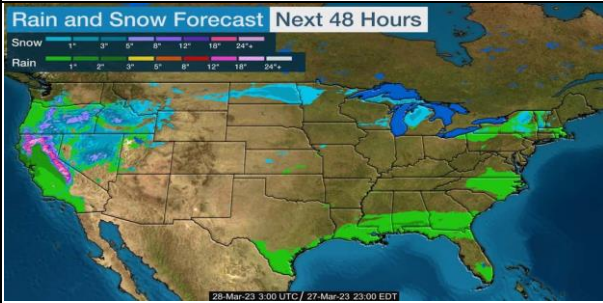 Rain and Snow Forecast Next 48 Hours
Snow 1" 3" 5" 8" 12" 18" 24"+
Rain 1" 2" 3" 5" 8" 12" 18" 24"+
28-Mar-23 3:00 UTC / 27-Mar-23 23:00 EDT